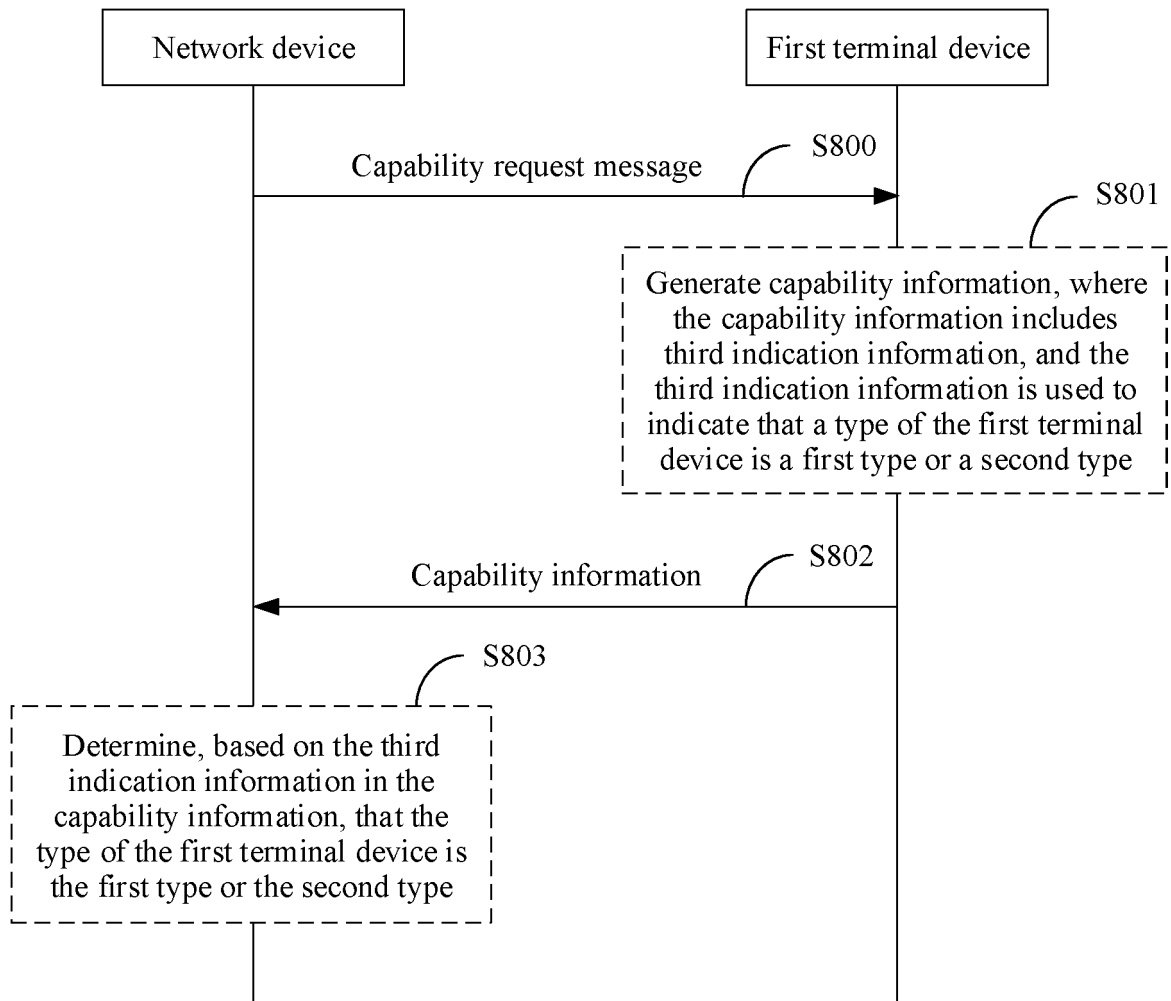 Network device
First terminal device
S800
Capability request message
S801
Generate capability information, where
the capability information includes
third indication information, and the
third indication information is used to
indicate that a type of the first terminal
device is a first type or a second type
S802
Capability information
S803
Determine, based on the third
indication information in the
capability information, that the
type of the first terminal device is
the first type or the second type